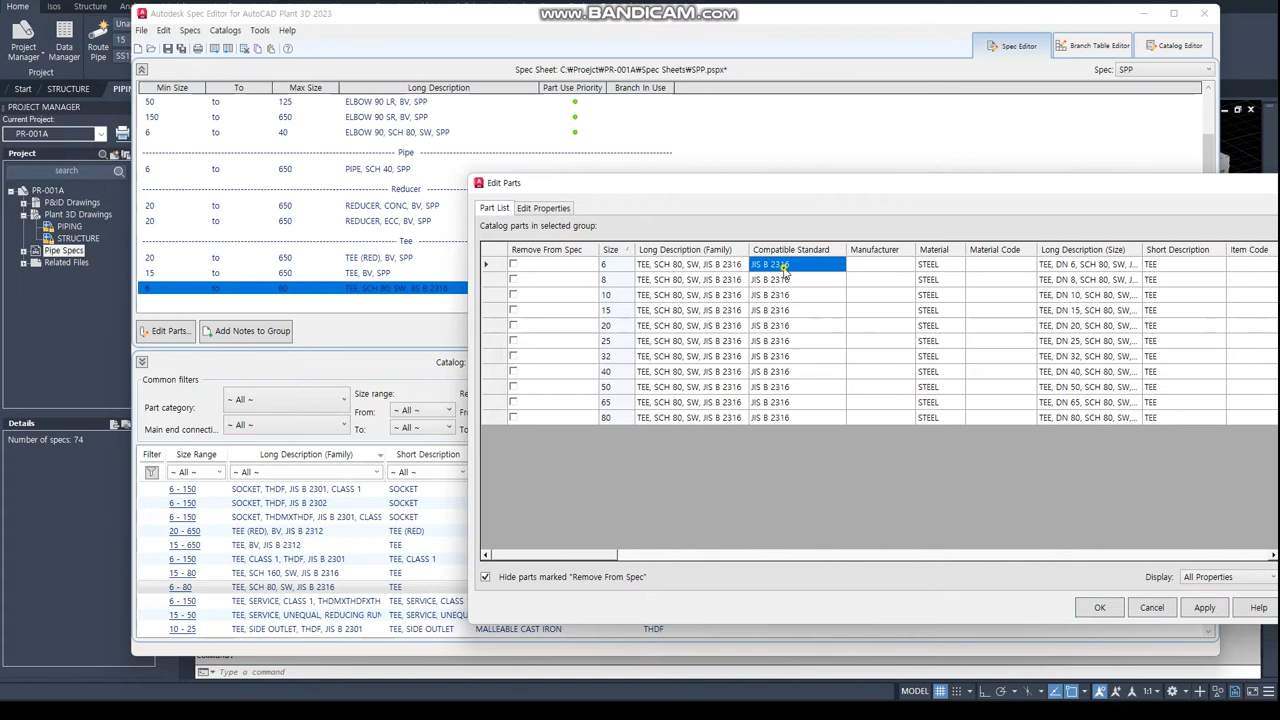 Home Isos Structure
www.BANDICAM.com
Autodesk Spec Editor for AutoCAD Plant 3D 2023
File Edit Specs Catalogs Tools Help
Project Manager
Data Manager
Route Pipe
Una
15
SS1
Project
Spec Editor Branch Table Editor Catalog Editor
Start STRUCTURE PIPIN
Spec Sheet: C:₩Proejct₩PR-001A₩Spec Sheets₩SPP.pspx*
Spec: SPP
PROJECT MANAGER
Current Project:
PR-001A
Project
search
PR-001A
P&ID Drawings
Plant 3D Drawings
PIPING
STRUCTURE
Pipe Specs
Related Files
Details
Number of specs: 74
Min Size To Max Size Long Description Part Use Priority Branch In Use
50 to 125 ELBOW 90 LR, BV, SPP
150 to 650 ELBOW 90 SR, BV, SPP
6 to 40 ELBOW 90, SCH 80, SW, SPP
Pipe
6 to 650 PIPE, SCH 40, SPP
Reducer
20 to 650 REDUCER, CONC, BV, SPP
20 to 650 REDUCER, ECC, BV, SPP
Tee
20 to 650 TEE (RED), BV, SPP
15 to 650 TEE, BV, SPP
6 to 80 TEE, SCH 80, SW, JIS B 2316
Edit Parts... Add Notes to Group
Catalog:
Common filters
Part category: ~ All ~
Main end connecti... ~ All ~
Size range:
From: ~ All ~
To: ~ All ~
Filter Size Range Long Description (Family) Short Description
~ All ~ ~ All ~ ~ All ~
6 - 150 SOCKET, THDF, JIS B 2301, CLASS 1 SOCKET
6 - 150 SOCKET, THDF, JIS B 2302 SOCKET
6 - 150 SOCKET, THDMXTHDF, JIS B 2301, CLASS SOCKET
20 - 650 TEE (RED), BV, JIS B 2312 TEE (RED)
15 - 650 TEE, BV, JIS B 2312 TEE
6 - 150 TEE, CLASS 1, THDF, JIS B 2301 TEE
15 - 80 TEE, SCH 160, SW, JIS B 2316 TEE
6 - 80 TEE, SCH 80, SW, JIS B 2316 TEE
6 - 150 TEE, SERVICE, CLASS 1, THDMXTHDFXTH TEE
15 - 50 TEE, SERVICE, UNEQUAL, REDUCING RUN TEE
10 - 25 TEE, SIDE OUTLET, THDF, JIS B 2301 TEE, SIDE OUTLET MALLEABLE CAST IRON THDF
Edit Parts
Part List Edit Properties
Catalog parts in selected group:
Remove From Spec Size Long Description (Family) Compatible Standard Manufacturer Material Material Code Long Description (Size) Short Description Item Code
6 TEE, SCH 80, SW, JIS B 2316 JIS B 2316 STEEL TEE, DN 6, SCH 80, SW, J... TEE
8 TEE, SCH 80, SW, JIS B 2316 JIS B 2316 STEEL TEE, DN 8, SCH 80, SW, J... TEE
10 TEE, SCH 80, SW, JIS B 2316 JIS B 2316 STEEL TEE, DN 10, SCH 80, SW,... TEE
15 TEE, SCH 80, SW, JIS B 2316 JIS B 2316 STEEL TEE, DN 15, SCH 80, SW,... TEE
20 TEE, SCH 80, SW, JIS B 2316 JIS B 2316 STEEL TEE, DN 20, SCH 80, SW,... TEE
25 TEE, SCH 80, SW, JIS B 2316 JIS B 2316 STEEL TEE, DN 25, SCH 80, SW,... TEE
32 TEE, SCH 80, SW, JIS B 2316 JIS B 2316 STEEL TEE, DN 32, SCH 80, SW,... TEE
40 TEE, SCH 80, SW, JIS B 2316 JIS B 2316 STEEL TEE, DN 40, SCH 80, SW,... TEE
50 TEE, SCH 80, SW, JIS B 2316 JIS B 2316 STEEL TEE, DN 50, SCH 80, SW,... TEE
65 TEE, SCH 80, SW, JIS B 2316 JIS B 2316 STEEL TEE, DN 65, SCH 80, SW,... TEE
80 TEE, SCH 80, SW, JIS B 2316 JIS B 2316 STEEL TEE, DN 80, SCH 80, SW,... TEE
Hide parts marked "Remove From Spec"
Display: All Properties
OK Cancel Apply Help
Type a command
MODEL 1:1